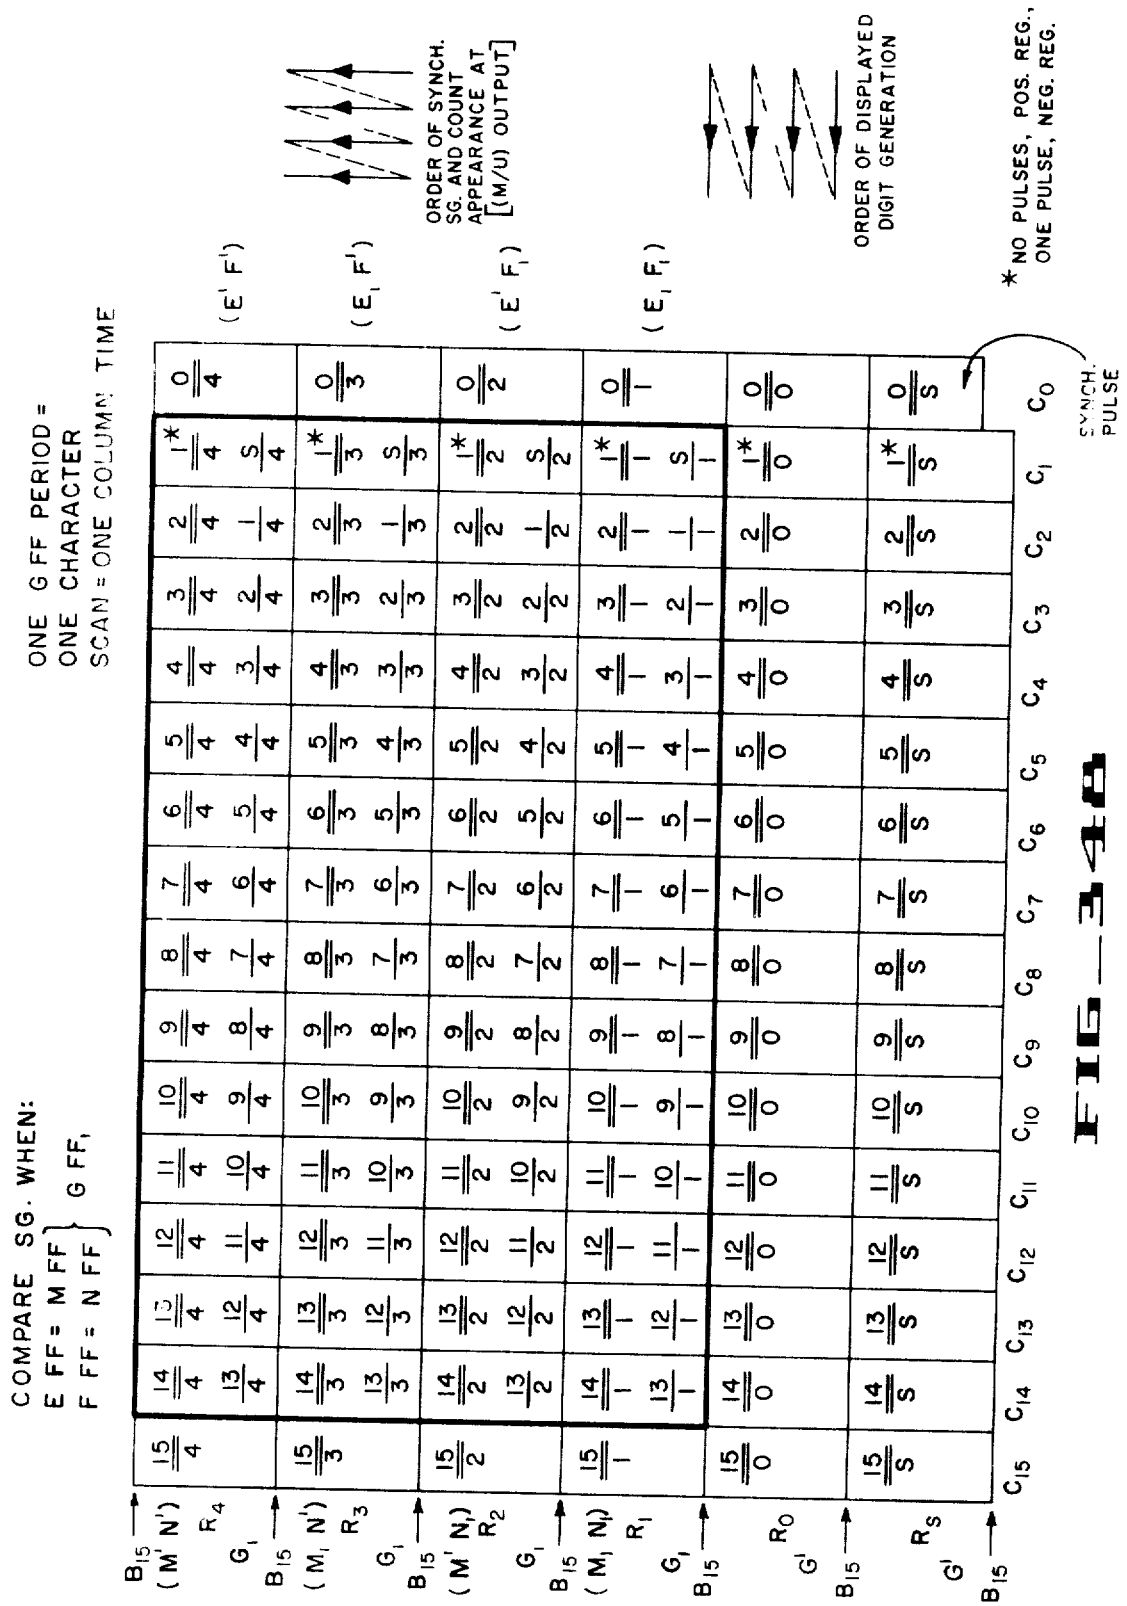 COMPARE SG. WHEN:
E FF = M FF
F FF = N FF } G FF,
ONE G FF PERIOD =
ONE CHARACTER
SCAN = ONE COLUMN TIME
B15
(M' N')
R4
G1
15 14 13 12 11 10 9 8 7 6 5 4 3 2 1* 0
4 4 4 4 4 4 4 4 4 4 4 4 4 4 4 4
13 12 11 10 9 8 7 6 5 4 3 2 1 S
4 4 4 4 4 4 4 4 4 4 4 4 4 4
(E' F')
B15
(M1 N')
R3
G1
15 14 13 12 11 10 9 8 7 6 5 4 3 2 1* 0
3 3 3 3 3 3 3 3 3 3 3 3 3 3 3 3
13 12 11 10 9 8 7 6 5 4 3 2 1 S
3 3 3 3 3 3 3 3 3 3 3 3 3 3
(E1 F')
B15
(M' N1)
R2
G1
15 14 13 12 11 10 9 8 7 6 5 4 3 2 1* 0
2 2 2 2 2 2 2 2 2 2 2 2 2 2 2 2
13 12 11 10 9 8 7 6 5 4 3 2 1 S
2 2 2 2 2 2 2 2 2 2 2 2 2 2
(E' F1)
B15
(M1 N1)
R1
G1
15 14 13 12 11 10 9 8 7 6 5 4 3 2 1* 0
1 1 1 1 1 1 1 1 1 1 1 1 1 1 1 1
13 12 11 10 9 8 7 6 5 4 3 2 1 S
1 1 1 1 1 1 1 1 1 1 1 1 1 1
(E1 F1)
B15
R0
G'
15 14 13 12 11 10 9 8 7 6 5 4 3 2 1* 0
0 0 0 0 0 0 0 0 0 0 0 0 0 0 0 0
B15
RS
G'
15 14 13 12 11 10 9 8 7 6 5 4 3 2 1* 0
S S S S S S S S S S S S S S S S
B15
C15 C14 C13 C12 C11 C10 C9 C8 C7 C6 C5 C4 C3 C2 C1 C0
SYNCH.
PULSE
ORDER OF SYNCH.
SG. AND COUNT
APPEARANCE AT
[(M/U) OUTPUT]
ORDER OF DISPLAYED
DIGIT GENERATION
* NO PULSES, POS. REG.,
ONE PULSE, NEG. REG.
FIG_34A